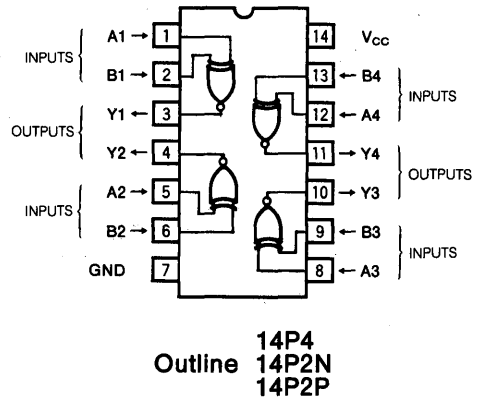 A1 → 1
14 VCC
INPUTS
B1 → 2
13 ← B4
INPUTS
Y1 ← 3
12 ← A4
OUTPUTS
Y2 ← 4
11 → Y4
A2 → 5
10 → Y3
OUTPUTS
INPUTS
B2 → 6
9 ← B3
INPUTS
GND 7
8 ← A3
14P4
Outline 14P2N
14P2P